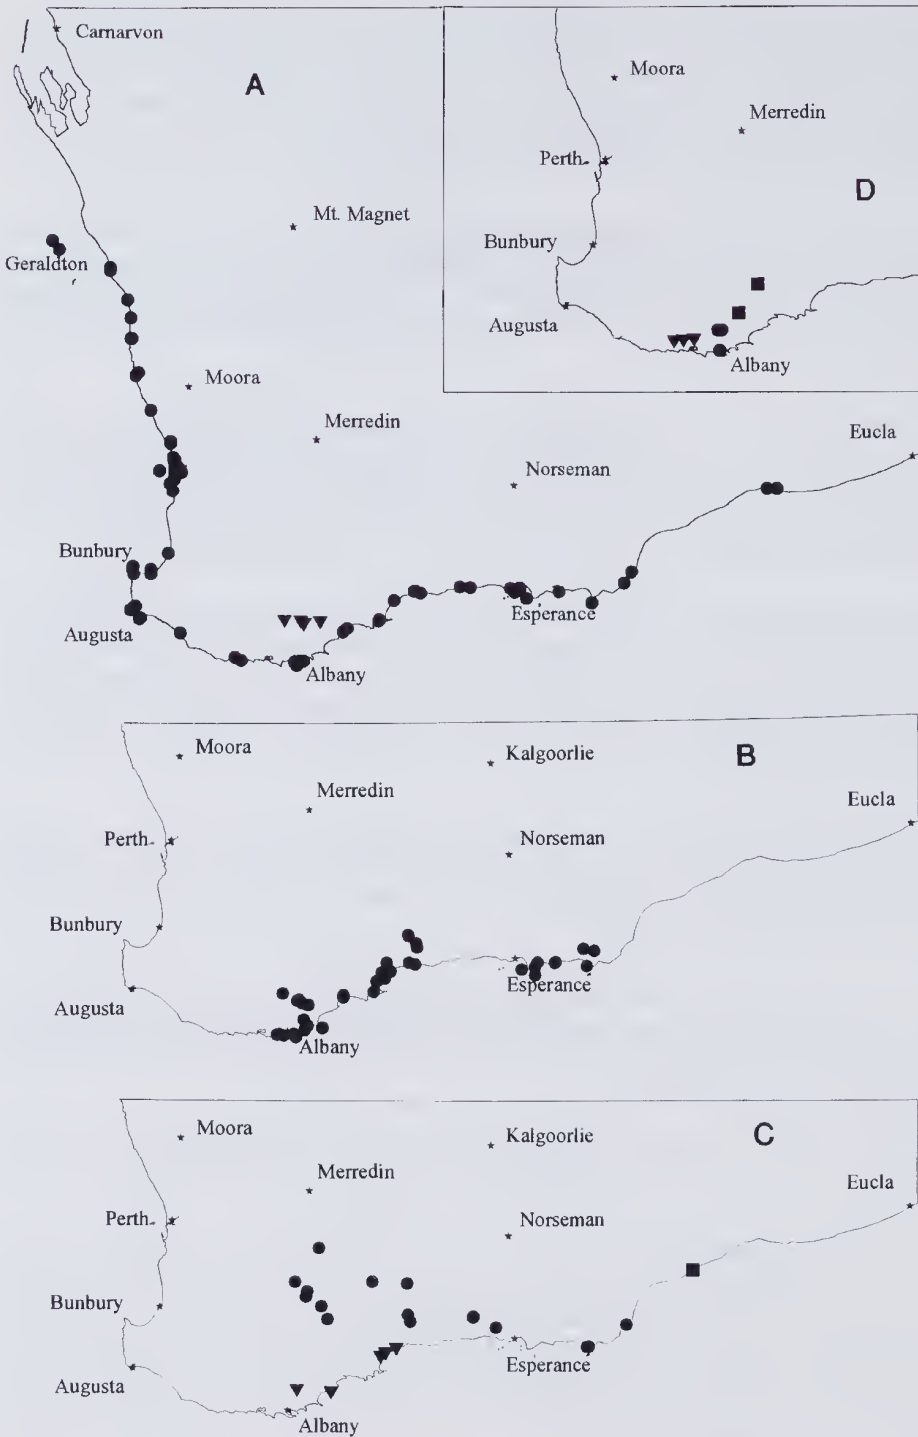 Carnarvon
A
Mt. Magnet
Geraldton
Moora
Merredin
Norseman
Eucla
Bunbury
Augusta
Albany
Esperance
Moora
Merredin
Perth
D
Bunbury
Augusta
Albany
Moora
Kalgoorlie
B
Merredin
Eucla
Perth
Norseman
Bunbury
Augusta
Esperance
Albany
Moora
Kalgoorlie
C
Merredin
Eucla
Perth
Norseman
Bunbury
Esperance
Augusta
Albany